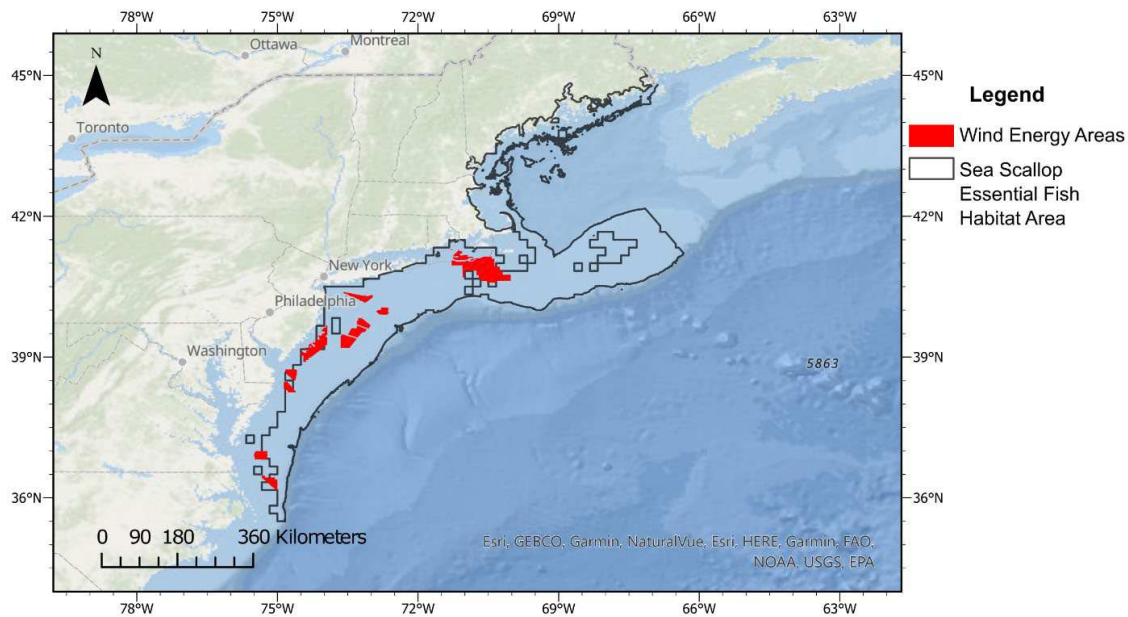 78°W 75°W 72°W 69°W 66°W 63°W
Ottawa
Montreal
N
45°N
45°N
Legend
Toronto
Wind Energy Areas
Sea Scallop
Essential Fish
Habitat Area
42°N
42°N
New York
Philadelphia
Washington
39°N
39°N
5863
36°N
36°N
0 90 180 360 Kilometers
Esri, GEBCO, Garmin, NaturalVue, Esri, HERE, Garmin, FAO,
NOAA, USGS, EPA
78°W 75°W 72°W 69°W 66°W 63°W